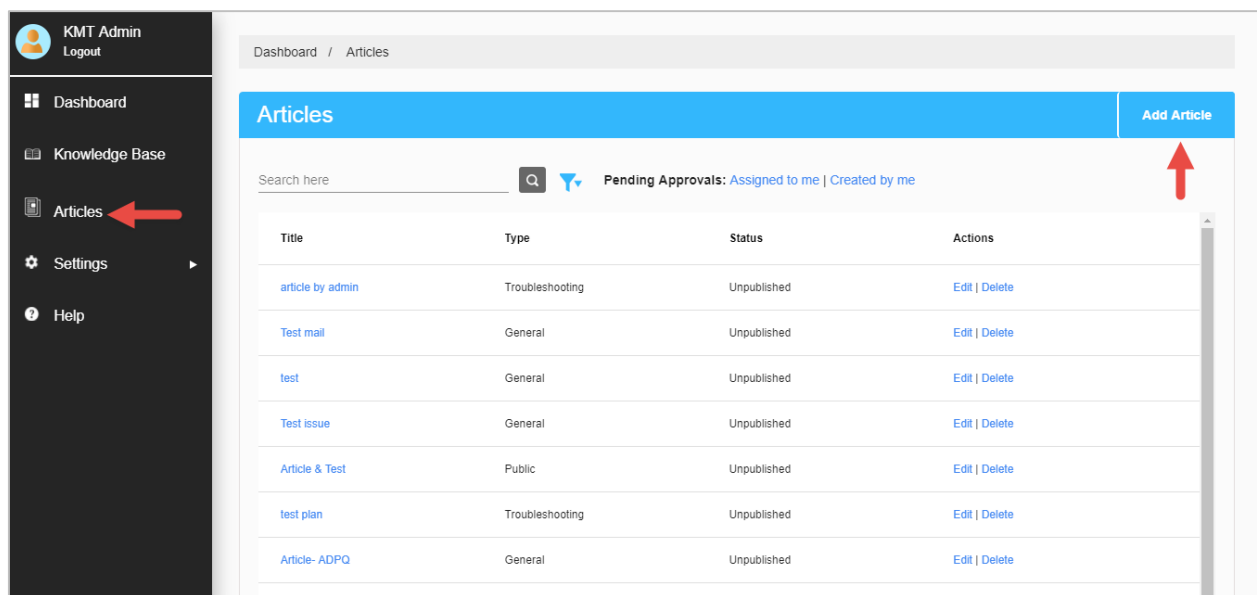 KMT Admin
Logout
Dashboard
Knowledge Base
Articles
Settings
Help
Dashboard / Articles
Articles
Add Article
Search here
Pending Approvals: Assigned to me | Created by me
Title Type Status Actions
article by admin Troubleshooting Unpublished Edit | Delete
Test mail General Unpublished Edit | Delete
test General Unpublished Edit | Delete
Test issue General Unpublished Edit | Delete
Article & Test Public Unpublished Edit | Delete
test plan Troubleshooting Unpublished Edit | Delete
Article- ADPQ General Unpublished Edit | Delete